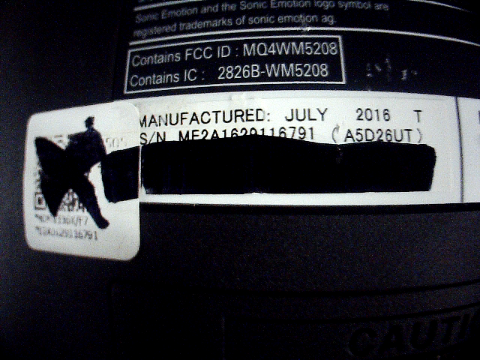 Sonic Emotion and the Sonic Emotion logo symbol are
registered trademarks of sonic emotion ag.
Contains FCC ID : MQ4WM5208
Contains IC : 2826B-WM5208
MANUFACTURED: JULY 2016 T
S/N ME2A1629116791 (A5D26UT)
CAUTI